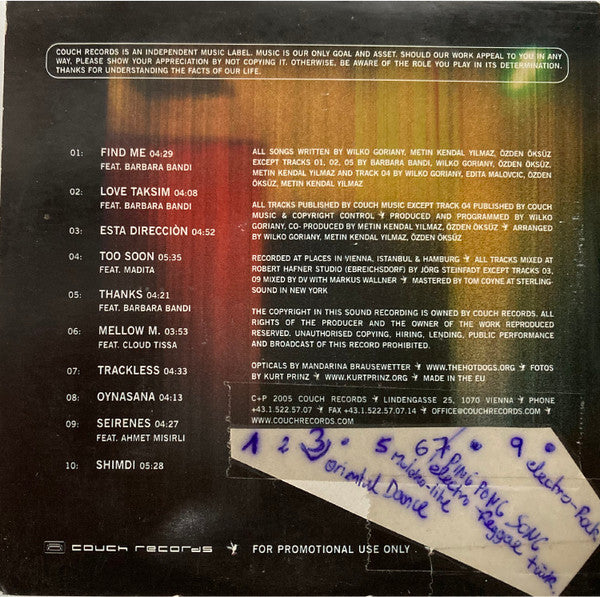 COUCH RECORDS IS AN INDEPENDENT MUSIC LABEL. MUSIC IS OUR ONLY GOAL AND ASSET. SHOULD OUR WORK APPEAL TO YOU IN ANY
WAY, PLEASE SHOW YOUR APPRECIATION BY NOT COPYING IT. OTHERWISE, BE AWARE OF THE ROLE YOU PLAY IN ITS DETERMINATION.
THANKS FOR UNDERSTANDING THE FACTS OF OUR LIFE.
01: FIND ME 04:29
FEAT. BARBARA BANDI
02: LOVE TAKSIM 04:08
FEAT. BARBARA BANDI
03: ESTA DIRECCIÒN 04:52
04: TOO SOON 05:35
FEAT. MADITA
05: THANKS 04:21
FEAT. BARBARA BANDI
06: MELLOW M. 03:53
FEAT. CLOUD TISSA
07: TRACKLESS 04:33
08: OYNASANA 04:13
09: SEIRENES 04:27
FEAT. AHMET MISIRLI
10: SHIMDI 05:28
ALL SONGS WRITTEN BY WILKO GORIANY, METIN KENDAL YILMAZ, ÖZDEN ÖKSÜZ
EXCEPT TRACKS 01, 02, 05 BY BARBARA BANDI, WILKO GORIANY, ÖZDEN ÖKSÜZ,
METIN KENDAL YILMAZ AND TRACK 04 BY WILKO GORIANY, EDITA MALOVCIC, ÖZDEN
ÖKSÜZ, METIN KENDAL YILMAZ
ALL TRACKS PUBLISHED BY COUCH MUSIC EXCEPT TRACK 04 PUBLISHED BY COUCH
MUSIC & COPYRIGHT CONTROL PRODUCED AND PROGRAMMED BY WILKO
GORIANY, CO- PRODUCED BY METIN KENDAL YILMAZ, ÖZDEN ÖKSÜZ ARRANGED
BY WILKO GORIANY, METIN KENDAL YILMAZ, ÖZDEN ÖKSÜZ
RECORDED AT PLACES IN VIENNA, ISTANBUL & HAMBURG ALL TRACKS MIXED AT
ROBERT HAFNER STUDIO (EBREICHSDORF) BY JÖRG STEINFADT EXCEPT TRACKS 03,
09 MIXED BY DV WITH MARKUS WALLNER MASTERED BY TOM COYNE AT STERLING-
SOUND IN NEW YORK
THE COPYRIGHT IN THIS SOUND RECORDING IS OWNED BY COUCH RECORDS. ALL
RIGHTS OF THE PRODUCER AND THE OWNER OF THE WORK REPRODUCED
RESERVED. UNAUTHORISED COPYING, HIRING, LENDING, PUBLIC PERFORMANCE
AND BROADCAST OF THIS RECORD PROHIBITED.
OPTICALS BY MANDARINA BRAUSEWETTER WWW.THEHOTDOGS.ORG FOTOS
BY KURT PRINZ WWW.KURTPRINZ.ORG MADE IN THE EU
C+P 2005 COUCH RECORDS LINDENGASSE 25, 1070 VIENNA PHONE
+43.1.522.57.07 FAX +43.1.522.57.07.14 OFFICE@COUCHRECORDS.COM
WWW.COUCHRECORDS.COM
1 2 3 • 5 6 7 • 9 •
oriental Dance
electro Reggae
PING PONG SONG
electro-Rock
couch records FOR PROMOTIONAL USE ONLY